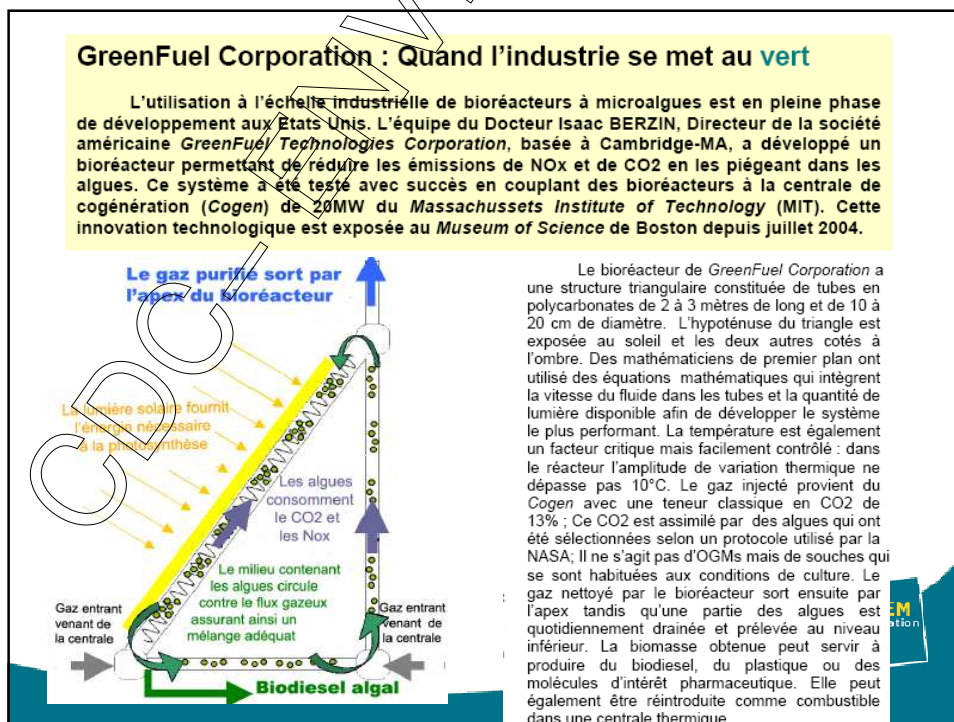 GreenFuel Corporation : Quand l'industrie se met au vert
L'utilisation à l'échelle industrielle de bioréacteurs à microalgues est en pleine phase
de développement aux Etats Unis. L'équipe du Docteur Isaac BERZIN, Directeur de la société
américaine GreenFuel Technologies Corporation, basée à Cambridge-MA, a développé un
bioréacteur permettant de réduire les émissions de NOx et de CO2 en les piégeant dans les
algues. Ce système a été testé avec succès en couplant des bioréacteurs à la centrale de
cogénération (Cogen) de 20MW du Massachussets Institute of Technology (MIT). Cette
innovation technologique est exposée au Museum of Science de Boston depuis juillet 2004.
Le gaz purifié sort par
l'apex du bioréacteur
La lumière solaire fournit
l'énergie nécessaire
à la photosynthèse
Les algues
consomment
le CO2 et
les Nox
Le milieu contenant
les algues circule
contre le flux gazeux
assurant ainsi un
mélange adéquat
Gaz entrant
venant de
la centrale
Gaz entrant
venant de
la centrale
Biodiesel algal
Le bioréacteur de GreenFuel Corporation a
une structure triangulaire constituée de tubes en
polycarbonates de 2 à 3 mètres de long et de 10 à
20 cm de diamètre. L'hypoténuse du triangle est
exposée au soleil et les deux autres cotés à
l'ombre. Des mathématiciens de premier plan ont
utilisé des équations mathématiques qui intègrent
la vitesse du fluide dans les tubes et la quantité de
lumière disponible afin de développer le système
le plus performant. La température est également
un facteur critique mais facilement contrôlé : dans
le réacteur l'amplitude de variation thermique ne
dépasse pas 10°C. Le gaz injecté provient du
Cogen avec une teneur classique en CO2 de
13% ; Ce CO2 est assimilé par des algues qui ont
été sélectionnées selon un protocole utilisé par la
NASA; Il ne s'agit pas d'OGMs mais de souches qui
se sont habituées aux conditions de culture. Le
gaz nettoyé par le bioréacteur sort ensuite par
l'apex tandis qu'une partie des algues est
quotidiennement drainée et prélevée au niveau
inférieur. La biomasse obtenue peut servir à
produire du biodiesel, du plastique ou des
molécules d'intérêt pharmaceutique. Elle peut
également être réintroduite comme combustible
dans une centrale thermique
CDC-ENV
EM
ation